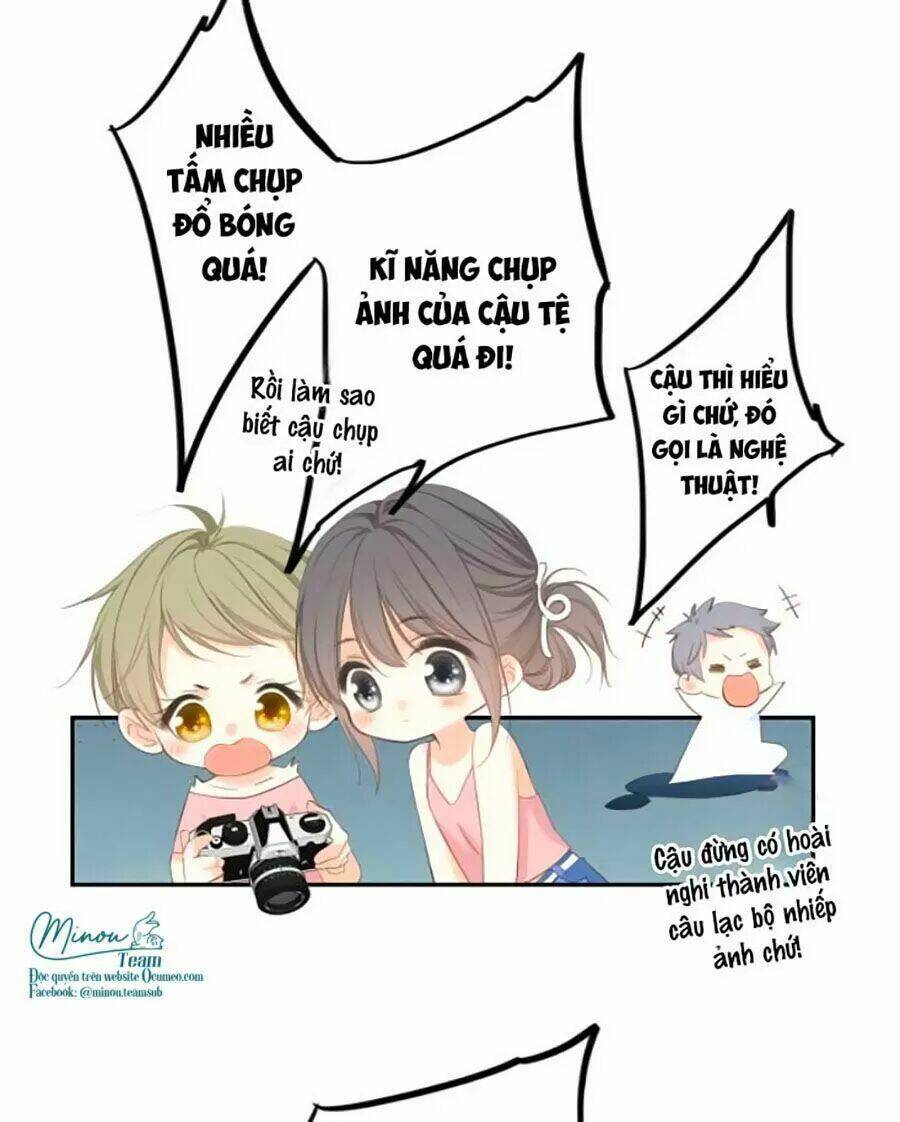 NHIỀU
TẤM CHỤP
ĐỔ BÓNG
QUÁ!
KĨ NĂNG CHỤP
ẢNH CỦA CẬU TỆ
QUÁ ĐI!
Rồi làm sao
biết cậu chụp
ai chứ!
CẬU THÌ HIỂU
GÌ CHỨ, ĐÓ
GỌI LÀ NGHỆ
THUẬT!
Cậu đừng có hoài
nghi thành viên
câu lạc bộ nhiếp
ảnh chứ!
Minou
Team
Độc quyền trên website Ocumeo.com
Facebook: @minou.teamsub